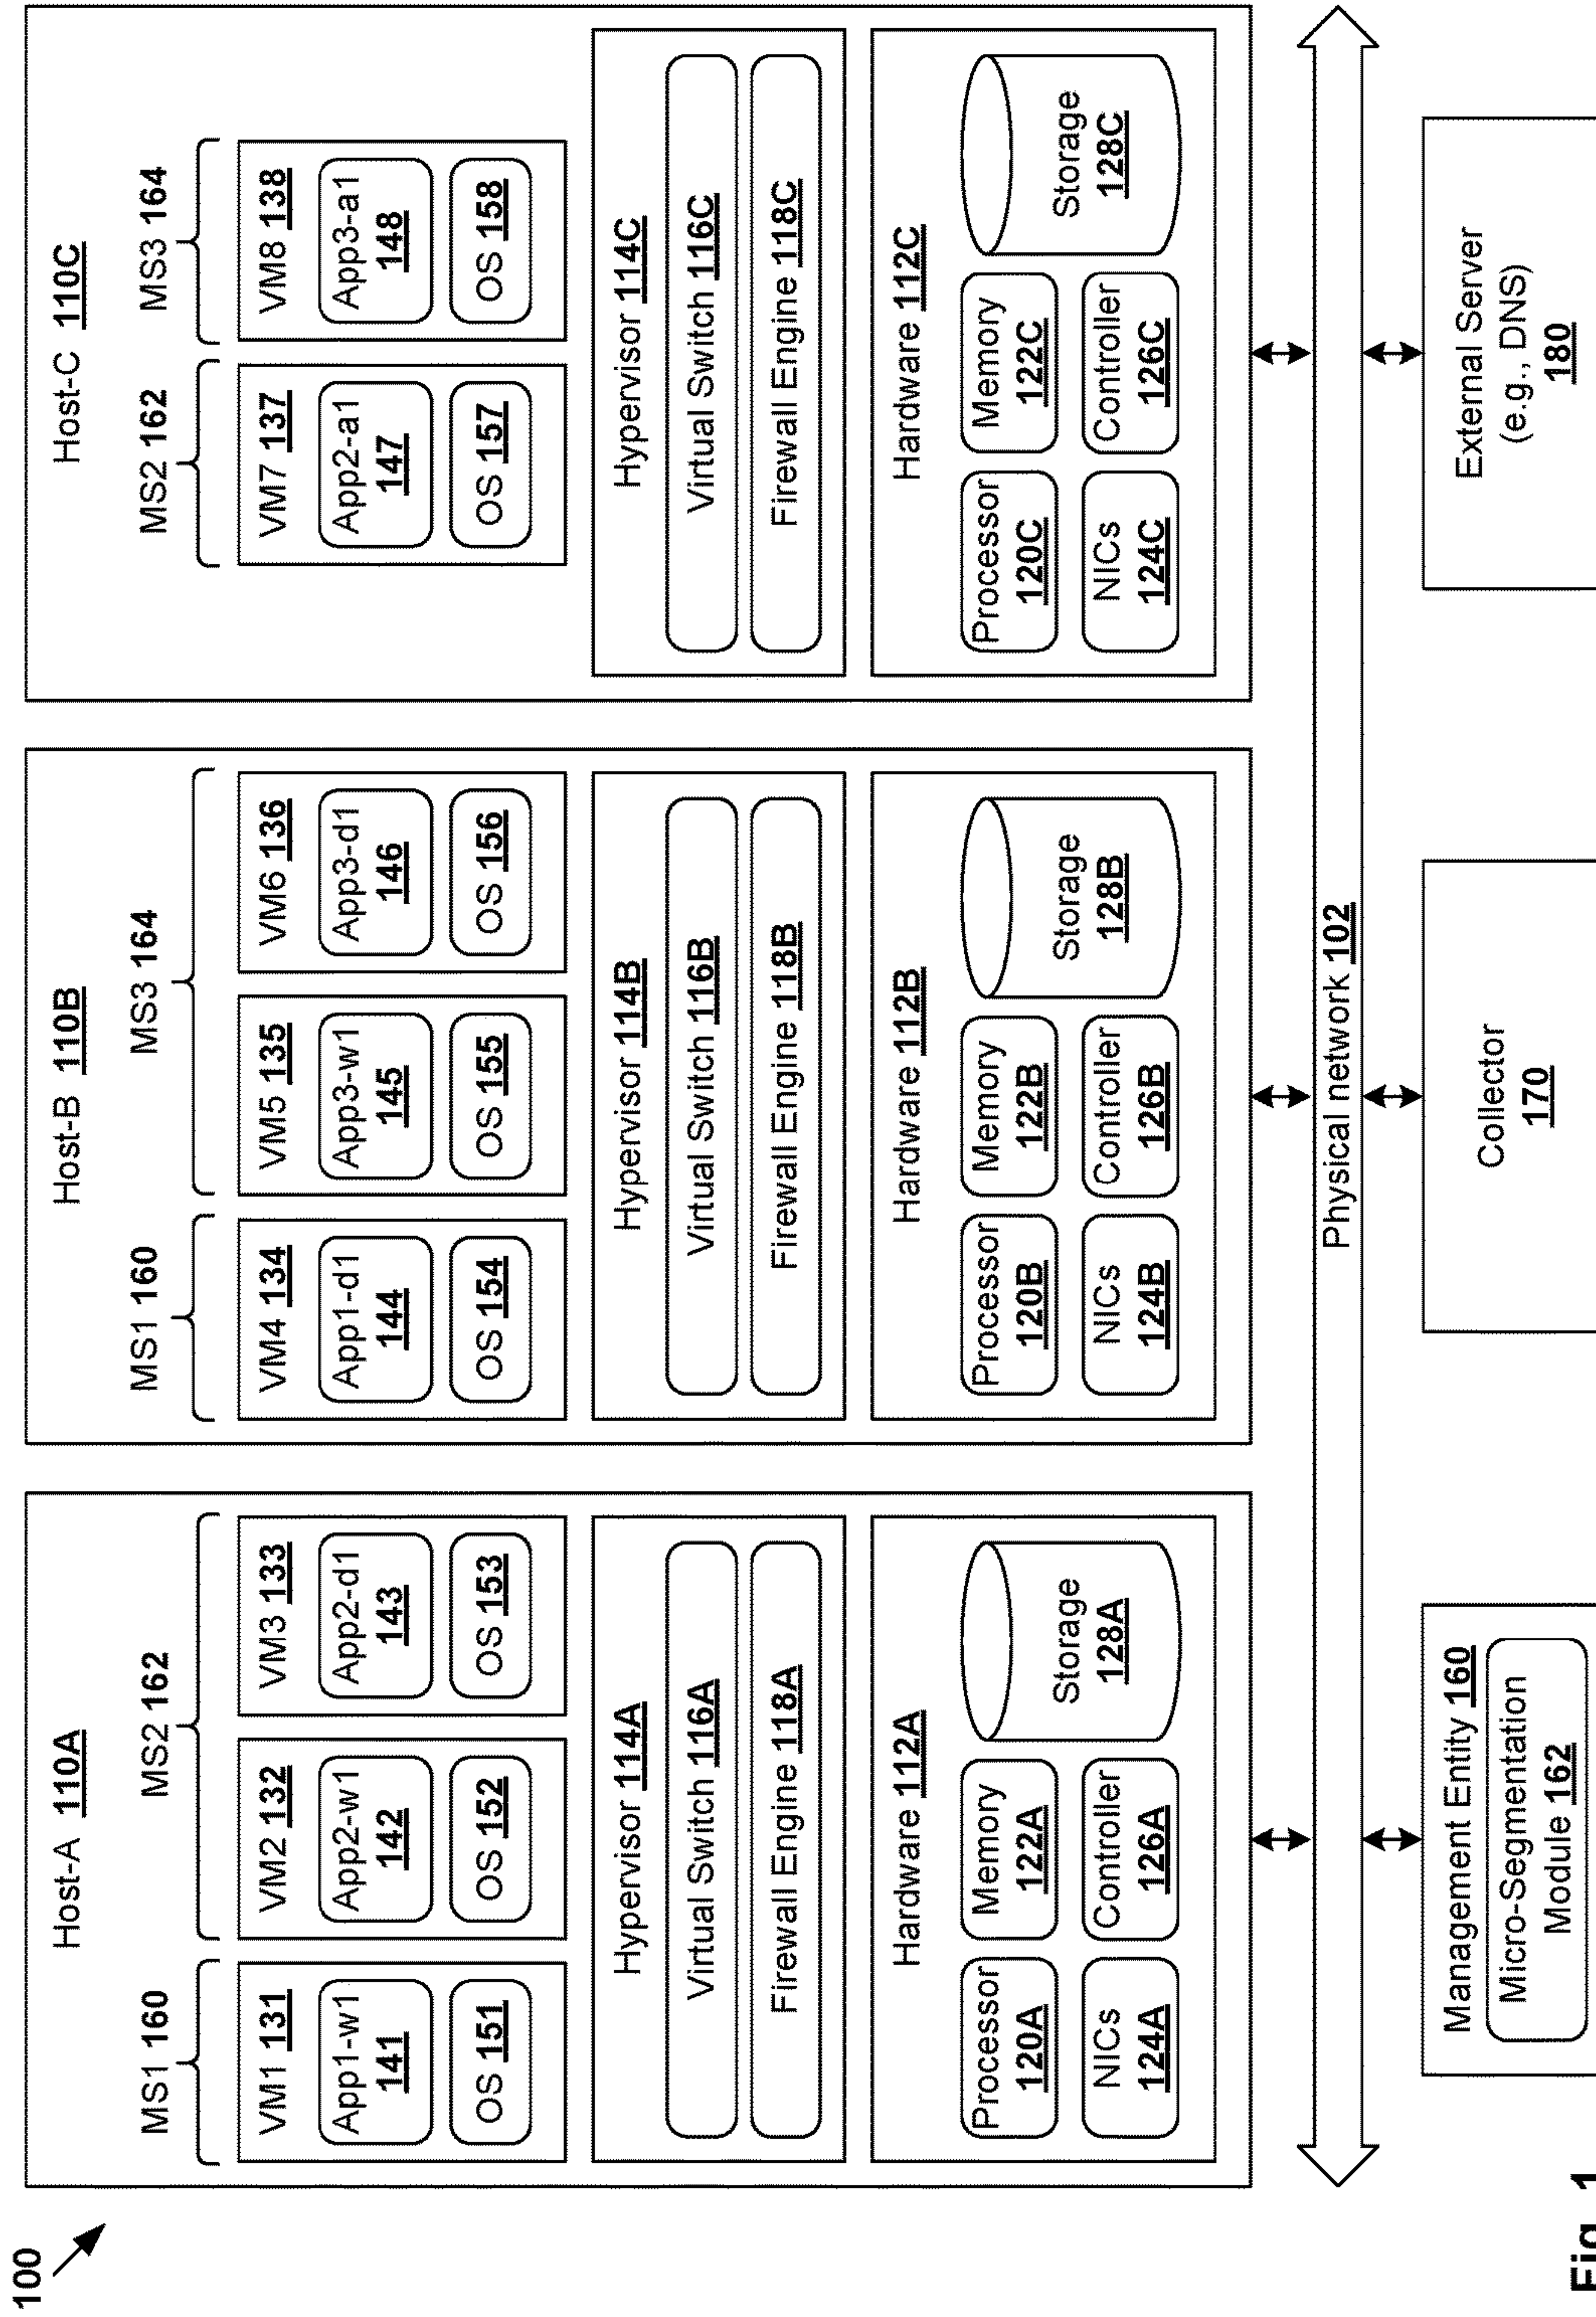 100
Host-A 110A
MS1 160
MS2 162
VM1 131
App1-w1
141
OS 151
VM2 132
App2-w1
142
OS 152
VM3 133
App2-d1
143
OS 153
Hypervisor 114A
Virtual Switch 116A
Firewall Engine 118A
Hardware 112A
Processor
120A
Memory
122A
NICs
124A
Controller
126A
Storage
128A
Host-B 110B
MS1 160
MS3 164
VM4 134
App1-d1
144
OS 154
VM5 135
App3-w1
145
OS 155
VM6 136
App3-d1
146
OS 156
Hypervisor 114B
Virtual Switch 116B
Firewall Engine 118B
Hardware 112B
Processor
120B
Memory
122B
NICs
124B
Controller
126B
Storage
128B
Host-C 110C
MS2 162
MS3 164
VM7 137
App2-a1
147
OS 157
VM8 138
App3-a1
148
OS 158
Hypervisor 114C
Virtual Switch 116C
Firewall Engine 118C
Hardware 112C
Processor
120C
Memory
122C
NICs
124C
Controller
126C
Storage
128C
Physical network 102
Management Entity 160
Micro-Segmentation
Module 162
Collector
170
External Server
(e.g., DNS)
180
Fig. 1